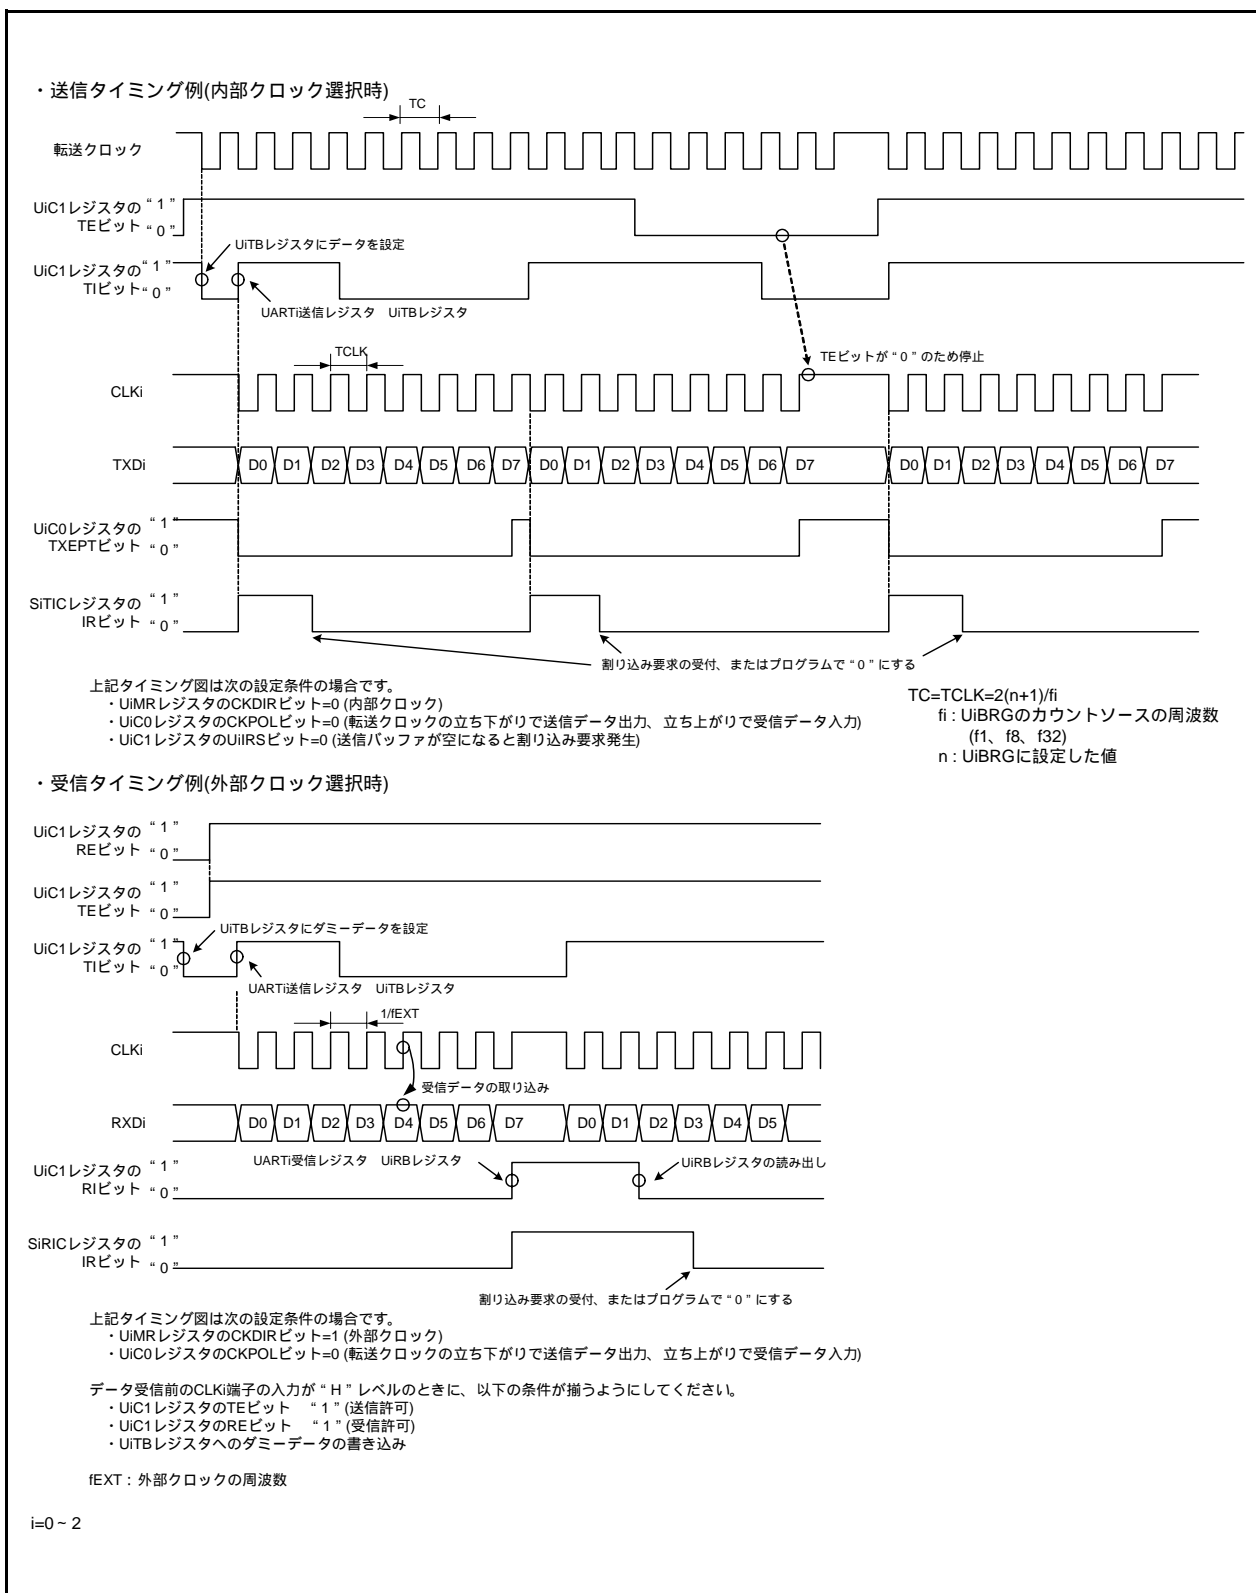 ・送信タイミング例(内部クロック選択時)
TC
転送クロック
UiC1レジスタの “ 1 ”
TEビット “ 0 ”
UiTBレジスタにデータを設定
UiC1レジスタの “ 1 ”
TIビット “ 0 ”
UARTi送信レジスタ UiTBレジスタ
TCLK
TEビットが “ 0 ” のため停止
CLKi
TXDi D0 D1 D2 D3 D4 D5 D6 D7 D0 D1 D2 D3 D4 D5 D6 D7 D0 D1 D2 D3 D4 D5 D6 D7
UiC0レジスタの “ 1 ”
TXEPTビット “ 0 ”
SiTICレジスタの “ 1 ”
IRビット “ 0 ”
割り込み要求の受付、またはプログラムで “ 0 ” にする
上記タイミング図は次の設定条件の場合です。
・UiMRレジスタのCKDIRビット=0 (内部クロック)
・UiC0レジスタのCKPOLビット=0 (転送クロックの立ち下がりで送信データ出力、立ち上がりで受信データ入力)
・UiC1レジスタのUiIRSビット=0 (送信バッファが空になると割り込み要求発生)
TC=TCLK=2(n+1)/fi
fi : UiBRGのカウントソースの周波数
(f1、f8、f32)
n : UiBRGに設定した値
・受信タイミング例(外部クロック選択時)
UiC1レジスタの “ 1 ”
REビット “ 0 ”
UiC1レジスタの “ 1 ”
TEビット “ 0 ”
UiTBレジスタにダミーデータを設定
UiC1レジスタの “ 1 ”
TIビット “ 0 ”
UARTi送信レジスタ UiTBレジスタ
1/fEXT
CLKi
受信データの取り込み
RXDi D0 D1 D2 D3 D4 D5 D6 D7 D0 D1 D2 D3 D4 D5
UARTi受信レジスタ UiRBレジスタ
UiRBレジスタの読み出し
UiC1レジスタの “ 1 ”
RIビット “ 0 ”
SiRICレジスタの “ 1 ”
IRビット “ 0 ”
割り込み要求の受付、またはプログラムで “ 0 ” にする
上記タイミング図は次の設定条件の場合です。
・UiMRレジスタのCKDIRビット=1 (外部クロック)
・UiC0レジスタのCKPOLビット=0 (転送クロックの立ち下がりで送信データ出力、立ち上がりで受信データ入力)
データ受信前のCLKi端子の入力が “ H ” レベルのときに、以下の条件が揃うようにしてください。
・UiC1レジスタのTEビット “ 1 ” (送信許可)
・UiC1レジスタのREビット “ 1 ” (受信許可)
・UiTBレジスタへのダミーデータの書き込み
fEXT : 外部クロックの周波数
i=0 ~ 2